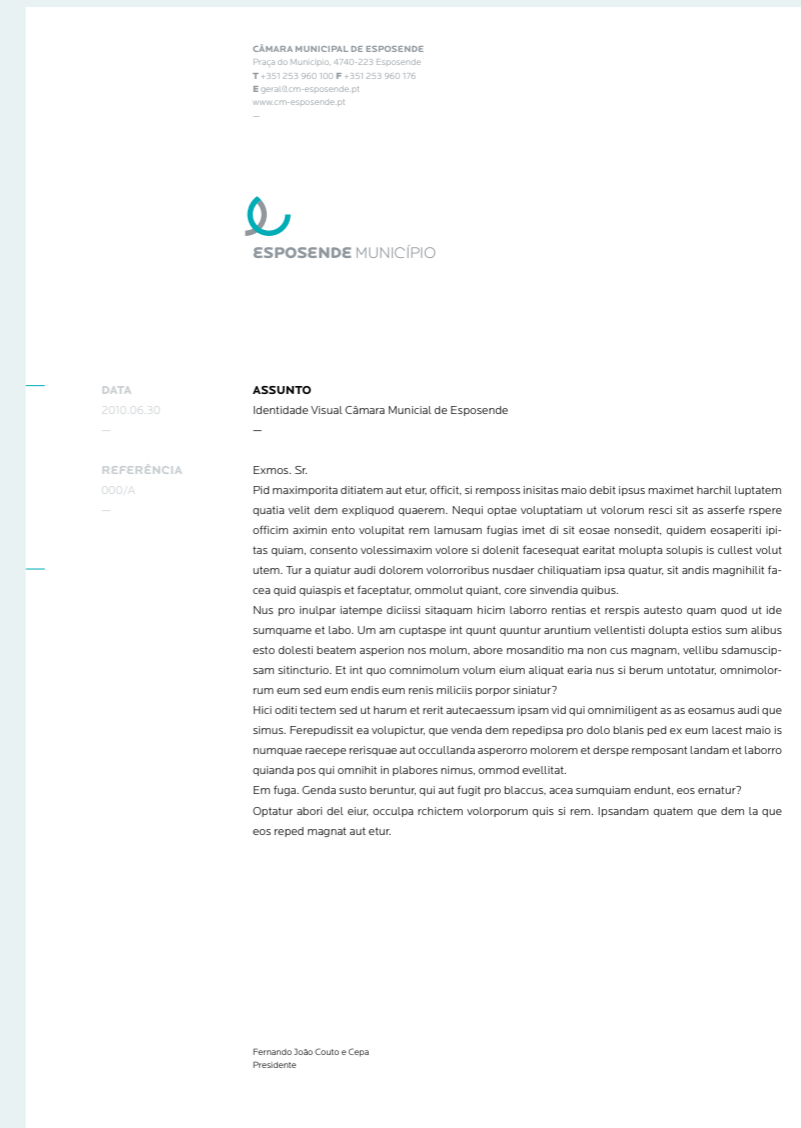 CÂMARA MUNICIPAL DE ESPOSENDE
Praça do Município, 4740-223 Esposende
T +351 253 960 100 F +351 253 960 176
E geral@cm-esposende.pt
www.cm-esposende.pt
—
ESPOSENDE MUNICÍPIO
DATA
2010.06.30
—
ASSUNTO
Identidade Visual Câmara Municial de Esposende
—
REFERÊNCIA
000/A
—
Exmos. Sr.
Pid maximporita ditiatem aut etur, officit, si remposs inisitas maio debit ipsus maximet harchil luptatem
quatia velit dem expliquod quaerem. Nequi optae voluptatiam ut volorum resci sit as asserfe rspere
officim aximin ento volupitat rem lamusam fugias imet di sit eosae nonsedit, quidem eosaperiti ipi-
tas quiam, consento volessimaxim volore si dolenit facesequat earitat molupta solupis is cullest volut
utem. Tur a quiatur audi dolorem volorroribus nusdaer chiliquatiam ipsa quatur, sit andis magnihilit fa-
cea quid quiaspis et faceptatur, ommolut quiant, core sinvendia quibus.
Nus pro inulpar iatempe diciissi sitaquam hicim laborro rentias et rerspis autesto quam quod ut ide
sumquame et labo. Um am cuptaspe int quunt quuntur aruntium vellentisti dolupta estios sum alibus
esto dolesti beatem asperion nos molum, abore mosanditio ma non cus magnam, vellibu sdamuscip-
sam sitincturio. Et int quo comnimolum volum eium aliquat earia nus si berum untotatur, omnimolor-
rum eum sed eum endis eum renis miliciis porpor siniatur?
Hici oditi tectem sed ut harum et rerit autecaessum ipsam vid qui omnimiligent as as eosamus audi que
simus. Ferepudissit ea volupictur, que venda dem repedipsa pro dolo blanis ped ex eum lacest maio is
numquae raecepe rerisquae aut occullanda asperorro molorem et derspe remposant landam et laborro
quianda pos qui omnihit in plabores nimus, ommod evellitat.
Em fuga. Genda susto beruntur, qui aut fugit pro blaccus, acea sumquiam endunt, eos ernatur?
Optatur abori del eiur, occulpa rchictem volorporum quis si rem. Ipsandam quatem que dem la que
eos reped magnat aut etur.
Fernando João Couto e Cepa
Presidente